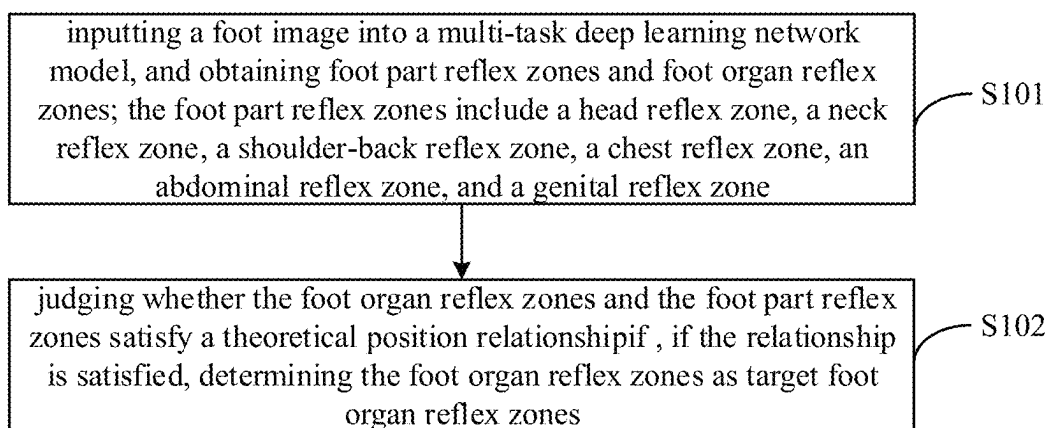 inputting a foot image into a multi-task deep learning network
model, and obtaining foot part reflex zones and foot organ reflex
zones; the foot part reflex zones include a head reflex zone, a neck
reflex zone, a shoulder-back reflex zone, a chest reflex zone, an
abdominal reflex zone, and a genital reflex zone
S101
judging whether the foot organ reflex zones and the foot part reflex
zones satisfy a theoretical position relationshipif , if the relationship
is satisfied, determining the foot organ reflex zones as target foot
organ reflex zones
S102